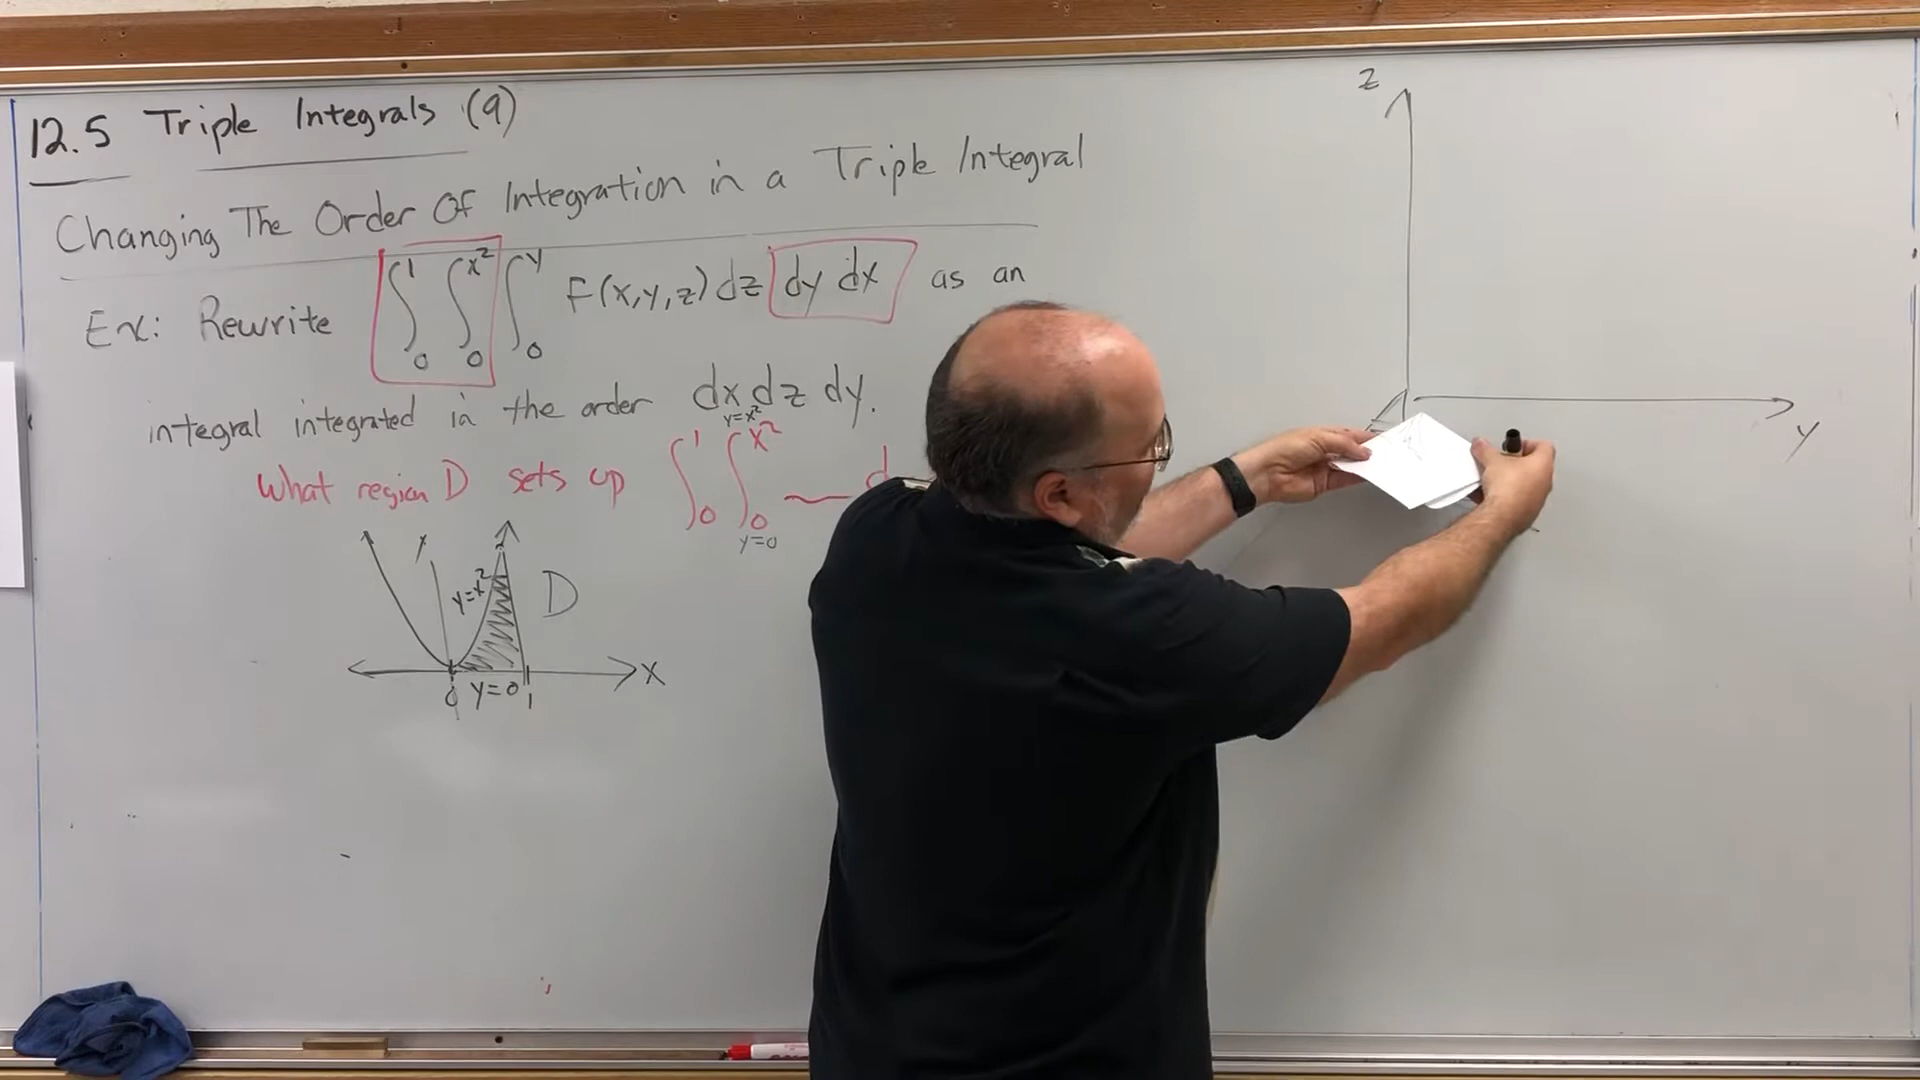 12.5 Triple Integrals (9)
Changing The Order Of Integration in a Triple Integral
Ex: Rewrite ∫₀¹ ∫₀^x² ∫₀^y f(x,y,z) dz dy dx as an
integral integrated in the order dx dz dy.
What region D sets up ∫₀¹ ∫₀^x² — d
y=x²
y=0
y
y=x²
D
x
0
y=0
1
z
y